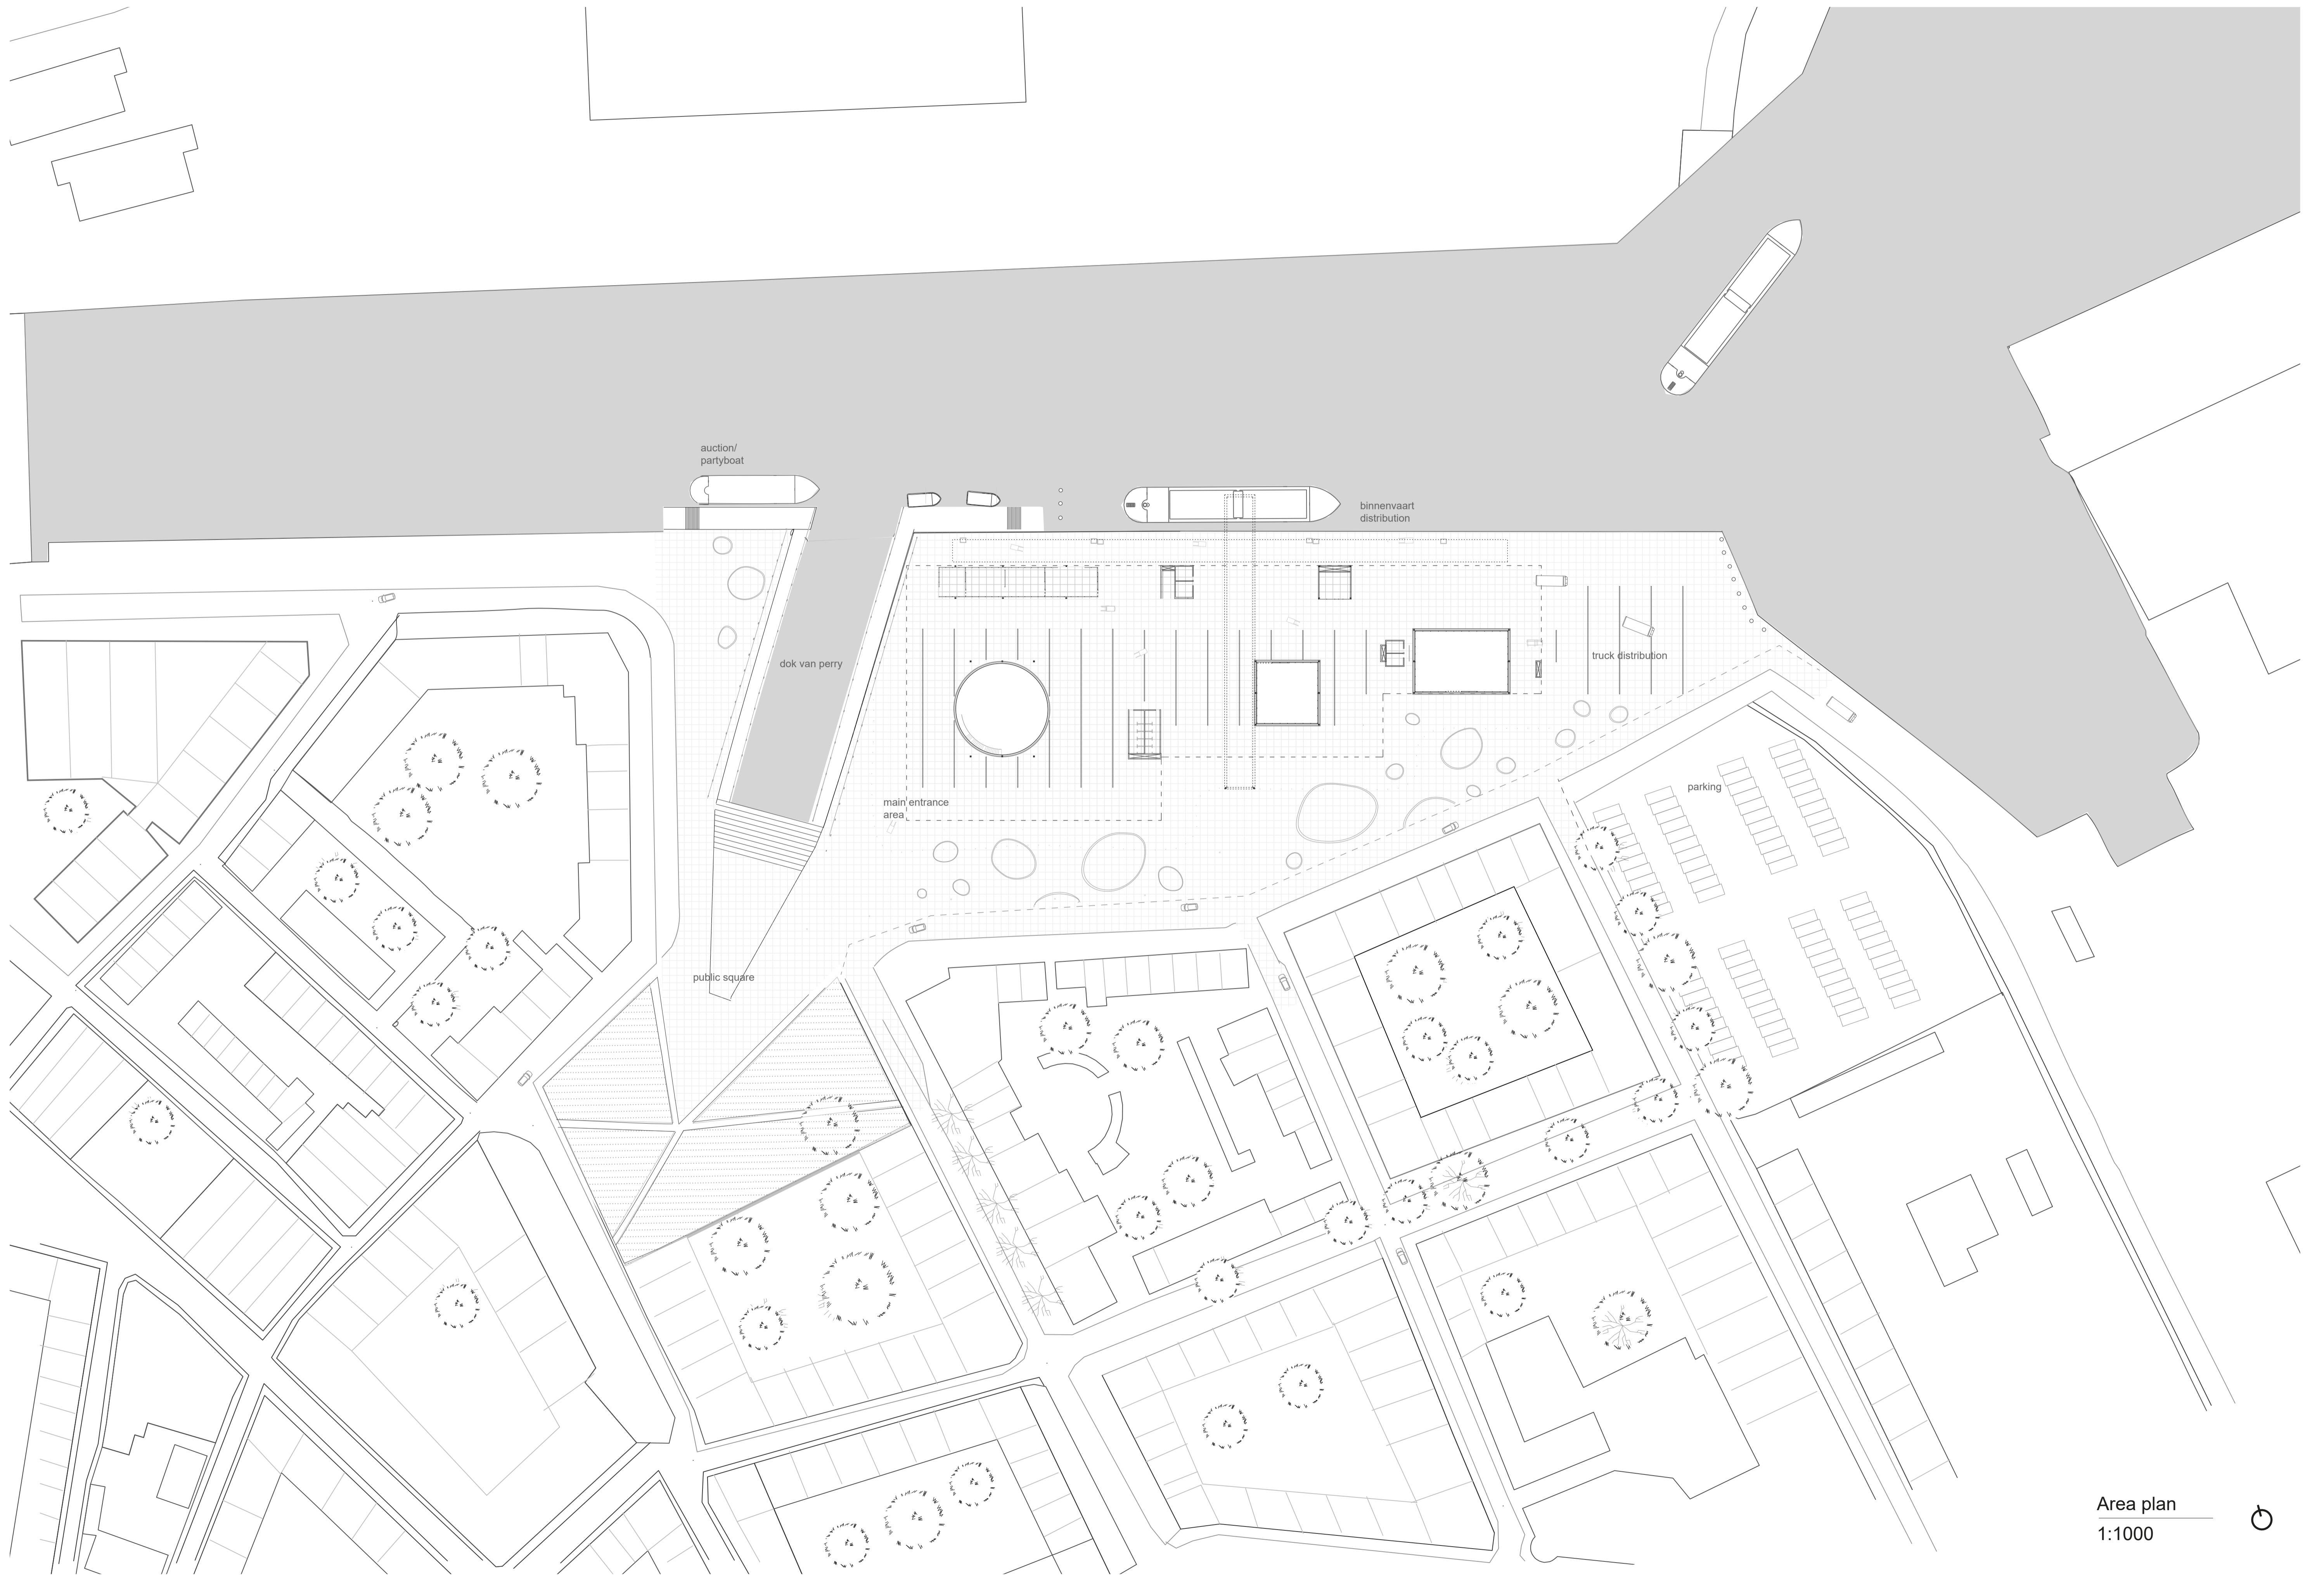 auction/
partyboat
binnenvaart
distribution
dok van perry
truck distribution
main entrance
area
parking
public square
Area plan
1:1000